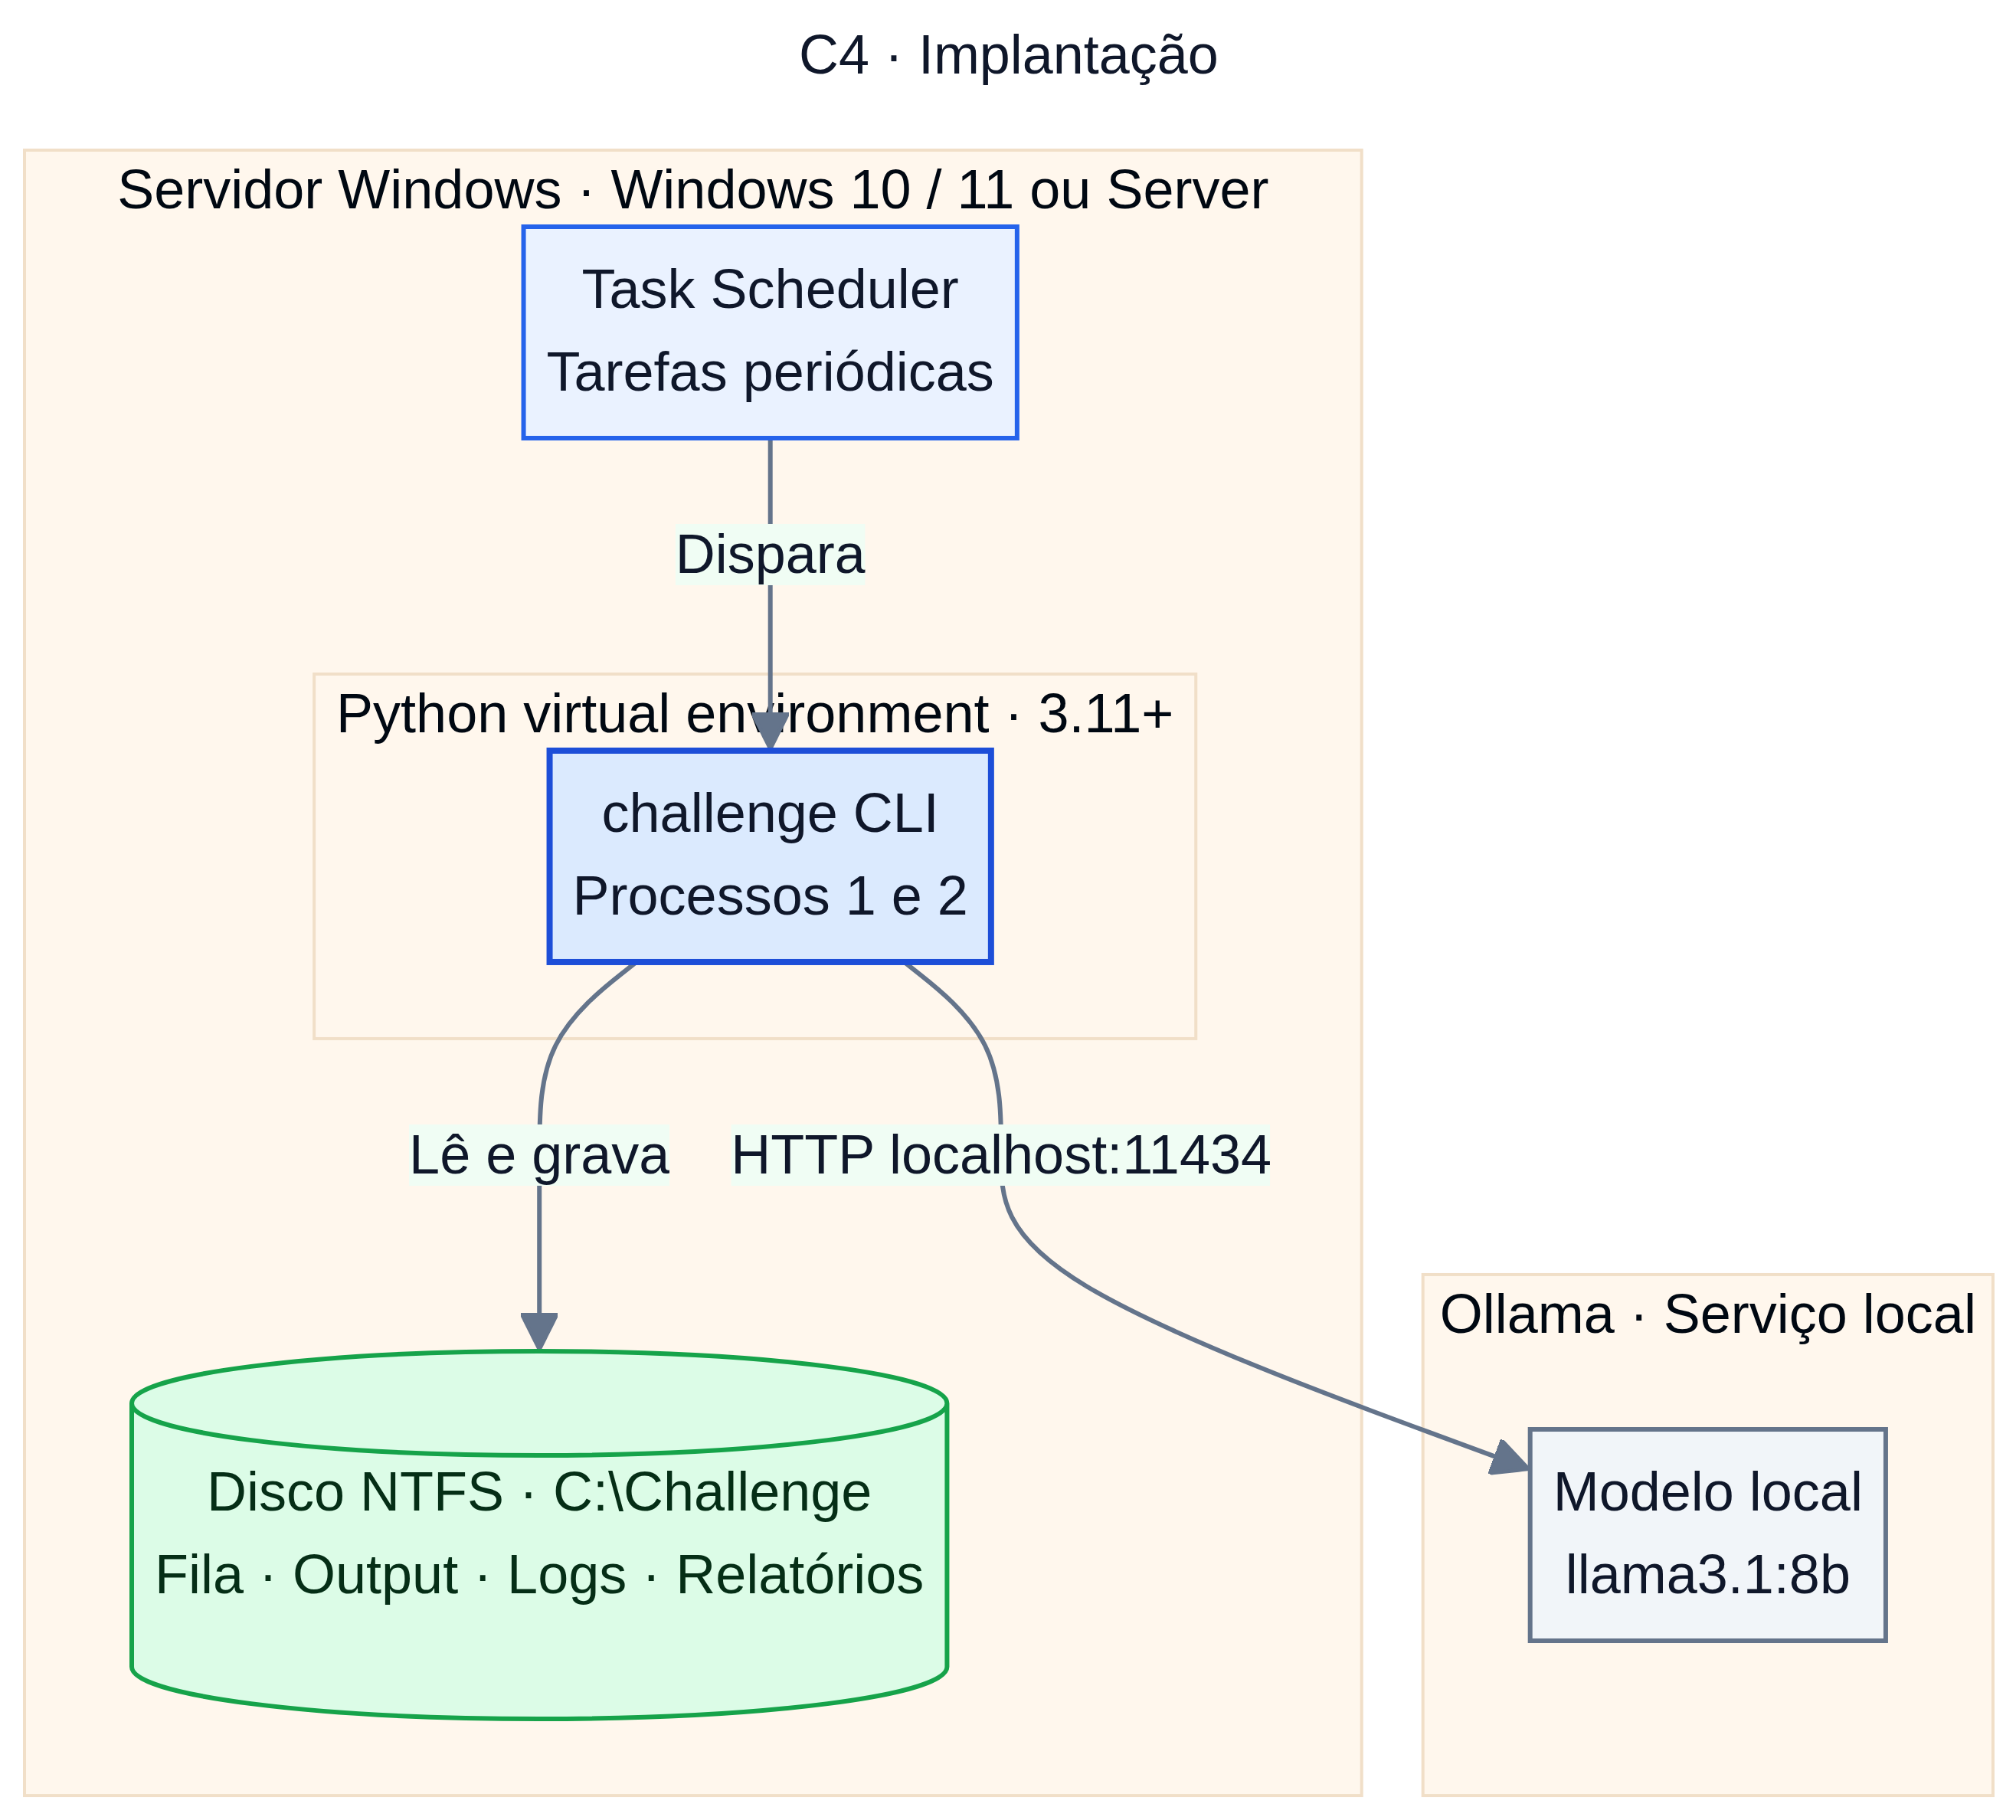 C4 · Implantação
Servidor Windows · Windows 10 / 11 ou Server
Task Scheduler
Tarefas periódicas
Dispara
Python virtual environment · 3.11+
challenge CLI
Processos 1 e 2
Lê e grava
HTTP localhost:11434
Ollama · Serviço local
Disco NTFS · C:\Challenge
Fila · Output · Logs · Relatórios
Modelo local
llama3.1:8b